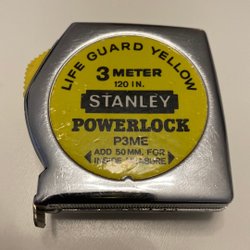 LIFE GUARD YELLOW
3 METER
120 IN.
STANLEY
POWERLOCK
P3ME
ADD 50 MM. FOR
INSIDE MEASURE